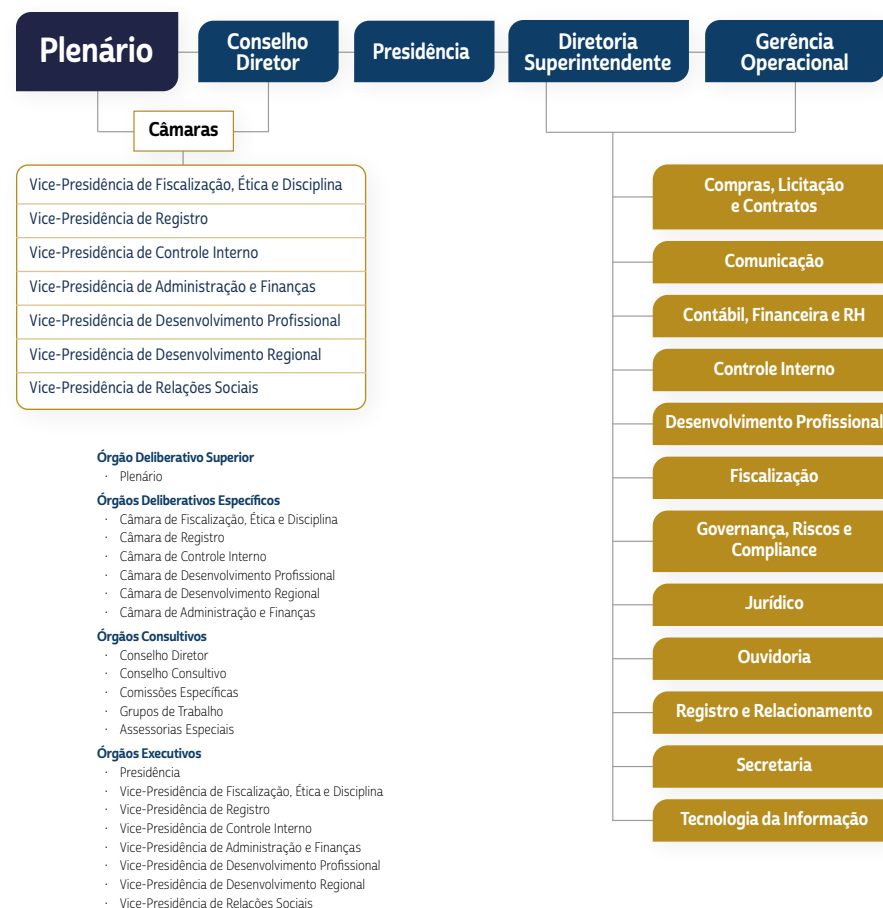 Plenário
Conselho
Diretor
Presidência
Diretoria
Superintendente
Gerência
Operacional
Câmaras
Vice-Presidência de Fiscalização, Ética e Disciplina
Vice-Presidência de Registro
Vice-Presidência de Controle Interno
Vice-Presidência de Administração e Finanças
Vice-Presidência de Desenvolvimento Profissional
Vice-Presidência de Desenvolvimento Regional
Vice-Presidência de Relações Sociais
Compras, Licitação
e Contratos
Comunicação
Contábil, Financeira e RH
Controle Interno
Desenvolvimento Profissional
Fiscalização
Governança, Riscos e
Compliance
Jurídico
Ouvidoria
Registro e Relacionamento
Secretaria
Tecnologia da Informação
Órgão Deliberativo Superior
· Plenário
Órgãos Deliberativos Específicos
· Câmara de Fiscalização, Ética e Disciplina
· Câmara de Registro
· Câmara de Controle Interno
· Câmara de Desenvolvimento Profissional
· Câmara de Desenvolvimento Regional
· Câmara de Administração e Finanças
Órgãos Consultivos
· Conselho Diretor
· Conselho Consultivo
· Comissões Específicas
· Grupos de Trabalho
· Assessorias Especiais
Órgãos Executivos
· Presidência
· Vice-Presidência de Fiscalização, Ética e Disciplina
· Vice-Presidência de Registro
· Vice-Presidência de Controle Interno
· Vice-Presidência de Administração e Finanças
· Vice-Presidência de Desenvolvimento Profissional
· Vice-Presidência de Desenvolvimento Regional
· Vice-Presidência de Relações Sociais